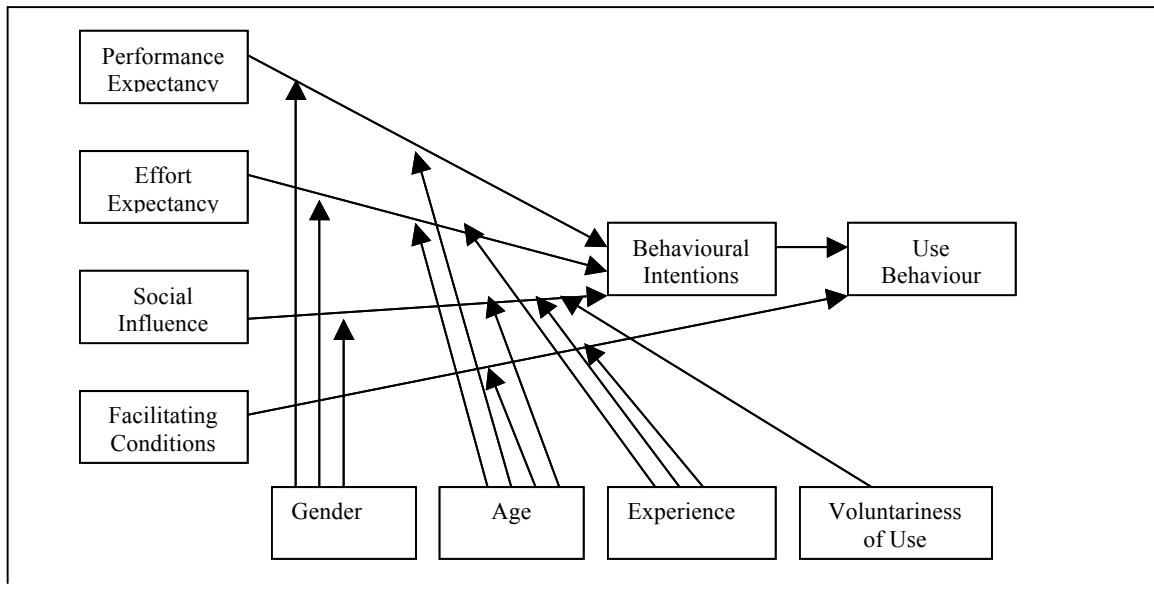 Performance
Expectancy
Effort
Expectancy
Social
Influence
Facilitating
Conditions
Behavioural
Intentions
Use
Behaviour
Gender
Age
Experience
Voluntariness
of Use